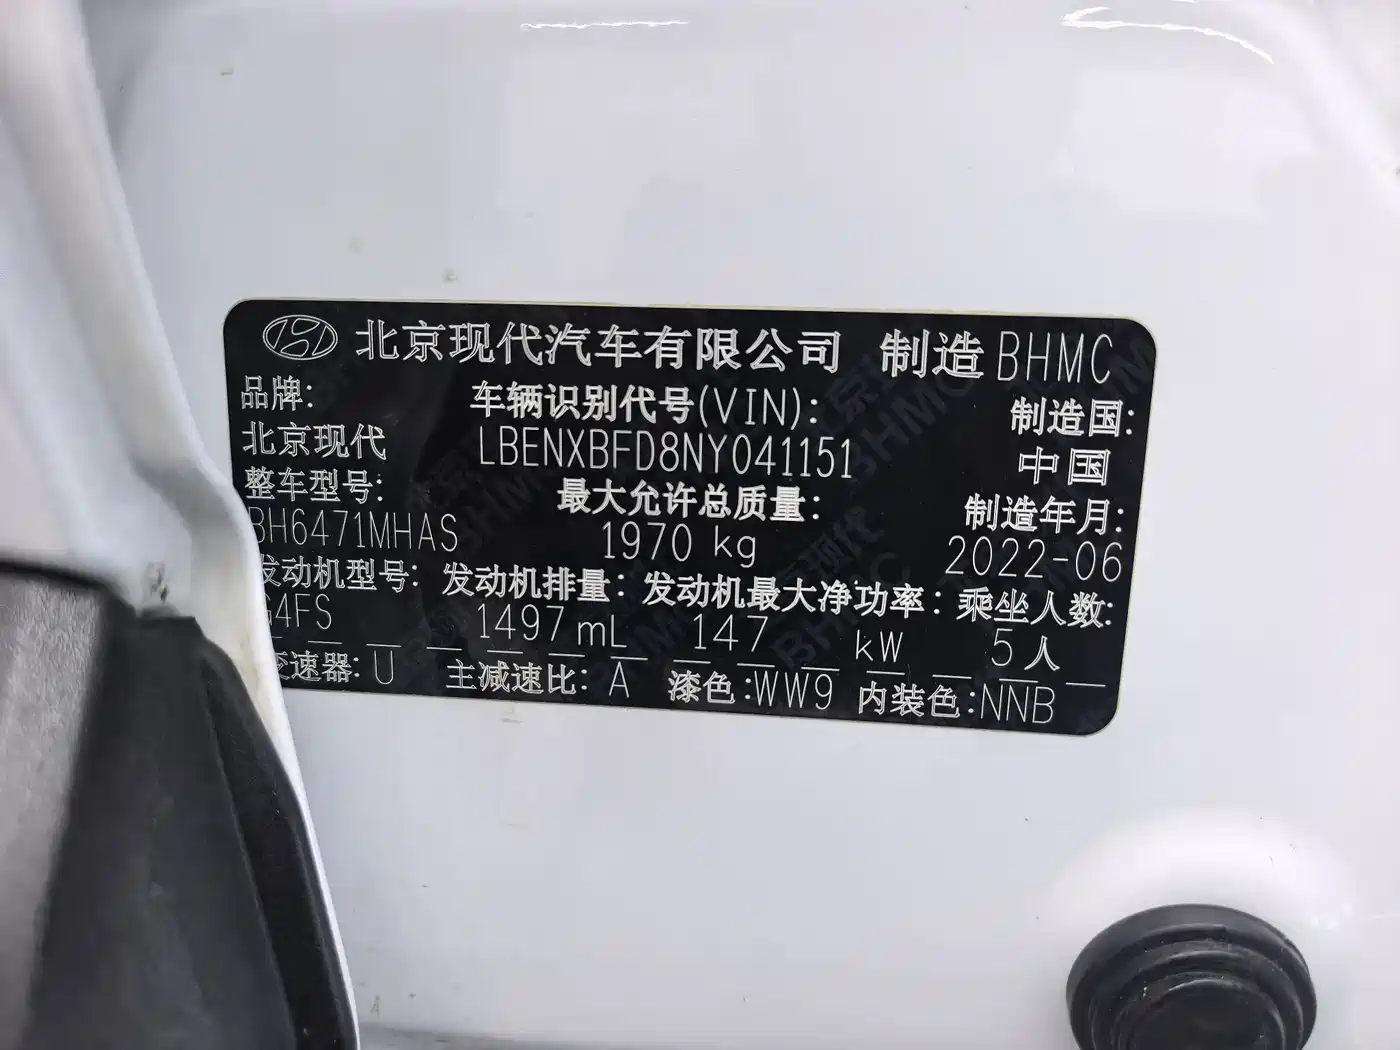 北京现代汽车有限公司 制造 BHMC
品牌: 车辆识别代号(VIN): 制造国:
北京现代 LBENXBFD8NY041151 中国
整车型号: 最大允许总质量: 制造年月:
BH6471MHAS 1970 kg 2022-06
发动机型号: 发动机排量: 发动机最大净功率: 乘坐人数:
G4FS 1497 mL 147 kW 5人
变速器: U 主减速比: A 漆色: WW9 内装色: NNB